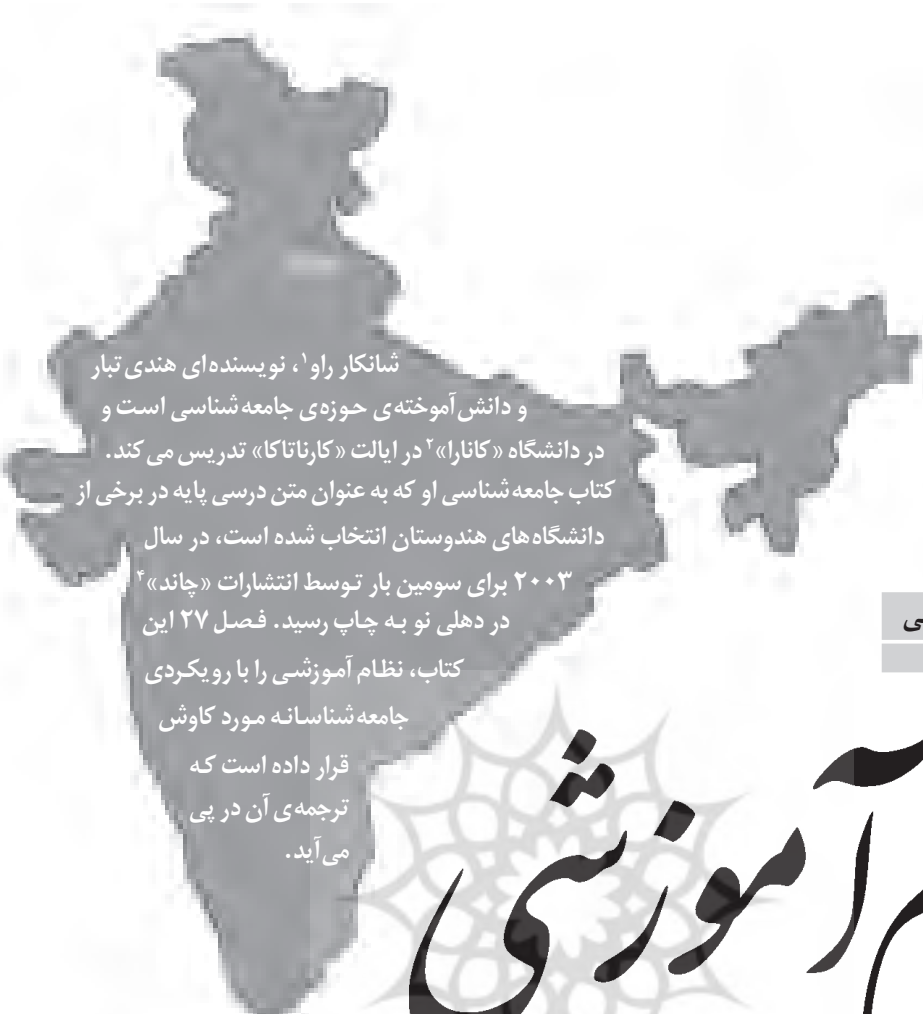 شانکار راو۱، نویسنده‌ای هندی تبار
و دانش‌آموخته‌ی حوزه‌ی جامعه‌شناسی است و
در دانشگاه «کانارا»۲ در ایالت «کارناتاکا» تدریس می‌کند.
کتاب جامعه‌شناسی او که به عنوان متن درسی پایه در برخی از
دانشگاه‌های هندوستان انتخاب شده است، در سال
۲۰۰۳ برای سومین بار توسط انتشارات «چاند»۴
در دهلی نو به چاپ رسید. فصل ۲۷ این
کتاب، نظام آموزشی را با رویکردی
جامعه‌شناسانه مورد کاوش
قرار داده است که
ترجمه‌ی آن در پی
می‌آید.
آموزشی